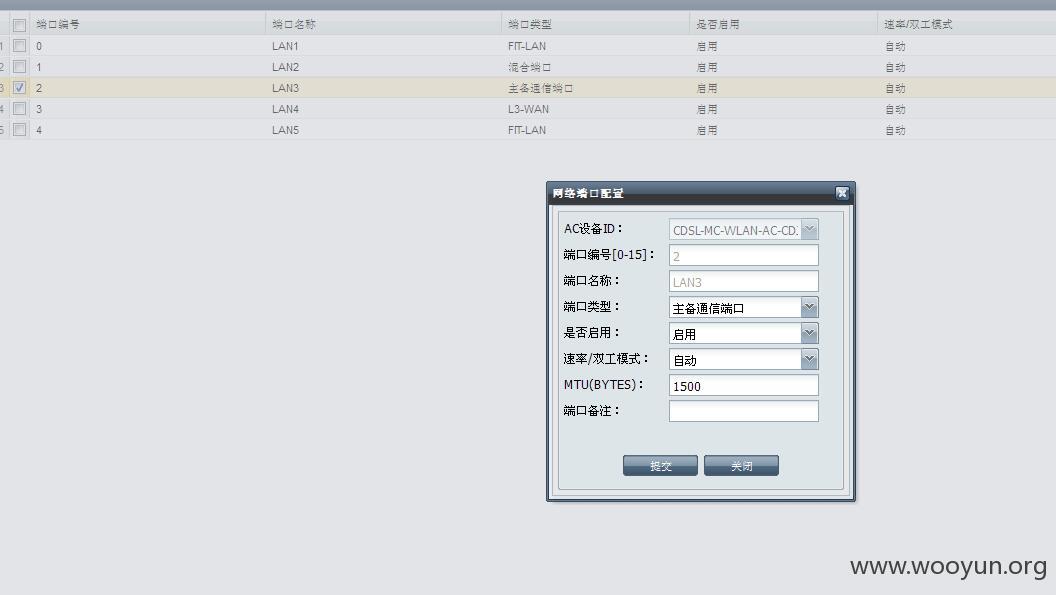 端口编号 端口名称 端口类型 是否启用 速率/双工模式
1 0 LAN1 FIT-LAN 启用 自动
2 1 LAN2 混合端口 启用 自动
3 2 LAN3 主备通信端口 启用 自动
4 3 LAN4 L3-WAN 启用 自动
5 4 LAN5 FIT-LAN 启用 自动
网络端口配置
AC设备ID： CDSL-MC-WLAN-AC-CD
端口编号[0-15]： 2
端口名称： LAN3
端口类型： 主备通信端口
是否启用： 启用
速率/双工模式： 自动
MTU(BYTES)： 1500
端口备注：
提交 关闭
www.wooyun.org